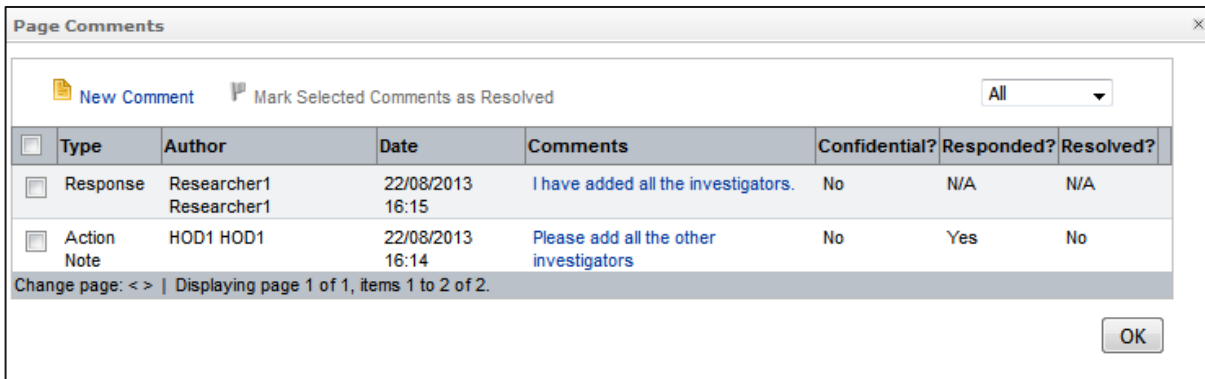 Page Comments
New Comment Mark Selected Comments as Resolved All
Type Author Date Comments Confidential? Responded? Resolved?
Response Researcher1 22/08/2013 I have added all the investigators. No N/A N/A
Researcher1 16:15
Action HOD1 HOD1 22/08/2013 Please add all the other No Yes No
Note 16:14 investigators
Change page: < > | Displaying page 1 of 1, items 1 to 2 of 2.
OK